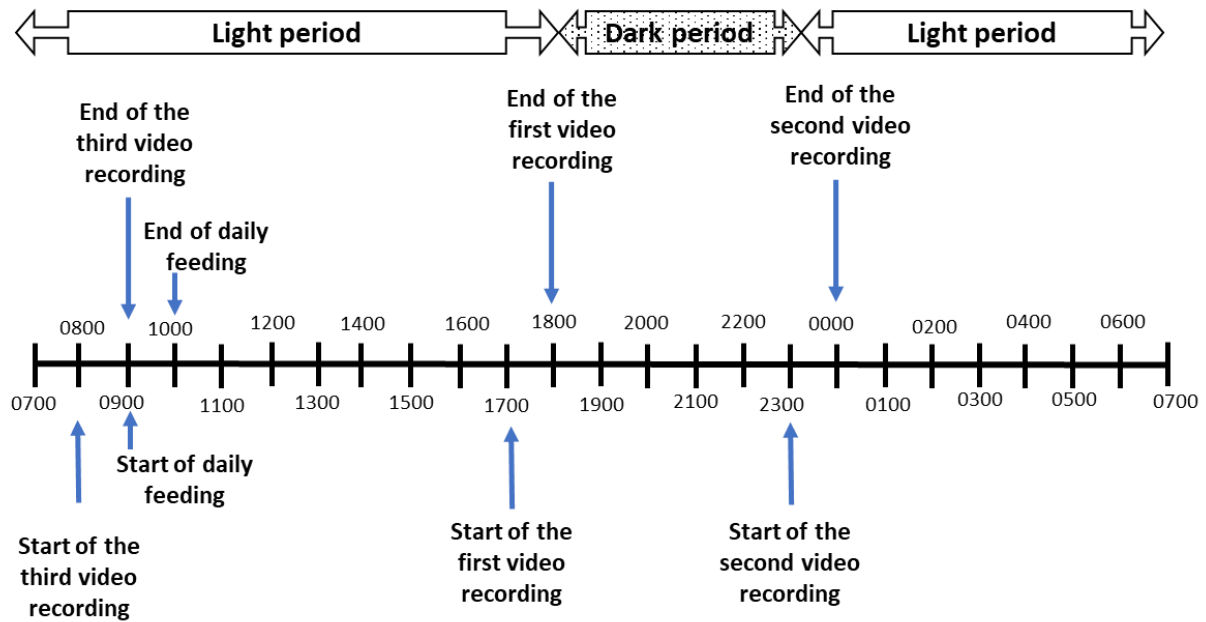 Light period
Dark period
Light period
End of the
third video
recording
End of daily
feeding
End of the
first video
recording
End of the
second video
recording
0800
1000
1200
1400
1600
1800
2000
2200
0000
0200
0400
0600
0700
0900
1100
1300
1500
1700
1900
2100
2300
0100
0300
0500
0700
Start of daily
feeding
Start of the
third video
recording
Start of the
first video
recording
Start of the
second video
recording